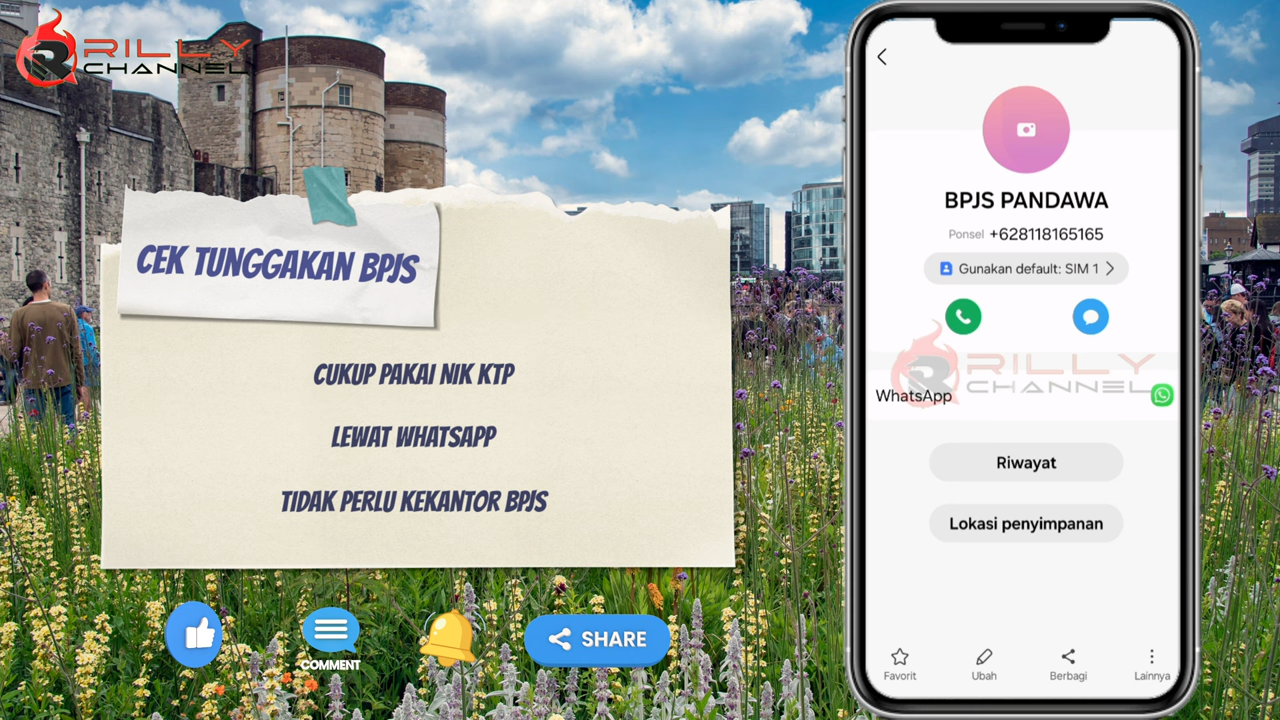 RILLY
CHANNEL
CEK TUNGGAKAN BPJS
CUKUP PAKAI NIK KTP
LEWAT WHATSAPP
TIDAK PERLU KEKANTOR BPJS
COMMENT
SHARE
BPJS PANDAWA
Ponsel +628118165165
Gunakan default: SIM 1
RILLY
CHANNEL
WhatsApp
Riwayat
Lokasi penyimpanan
Favorit Ubah Berbagi Lainnya